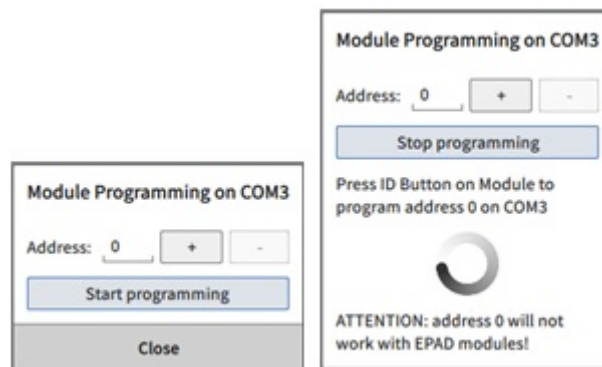 Module Programming on COM3
Address: 0 + -
Start programming
Close
Module Programming on COM3
Address: 0 + -
Stop programming
Press ID Button on Module to
program address 0 on COM3
ATTENTION: address 0 will not
work with EPAD modules!